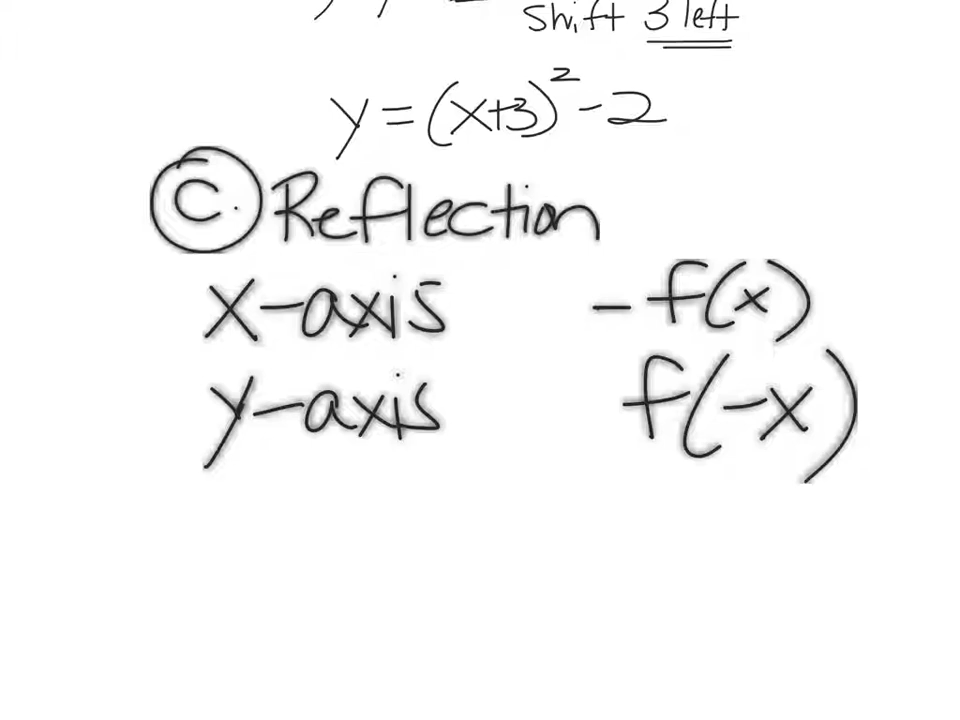 Shift 3 left
y = (x+3)² - 2
C. Reflection
x-axis - f(x)
y-axis f(-x)